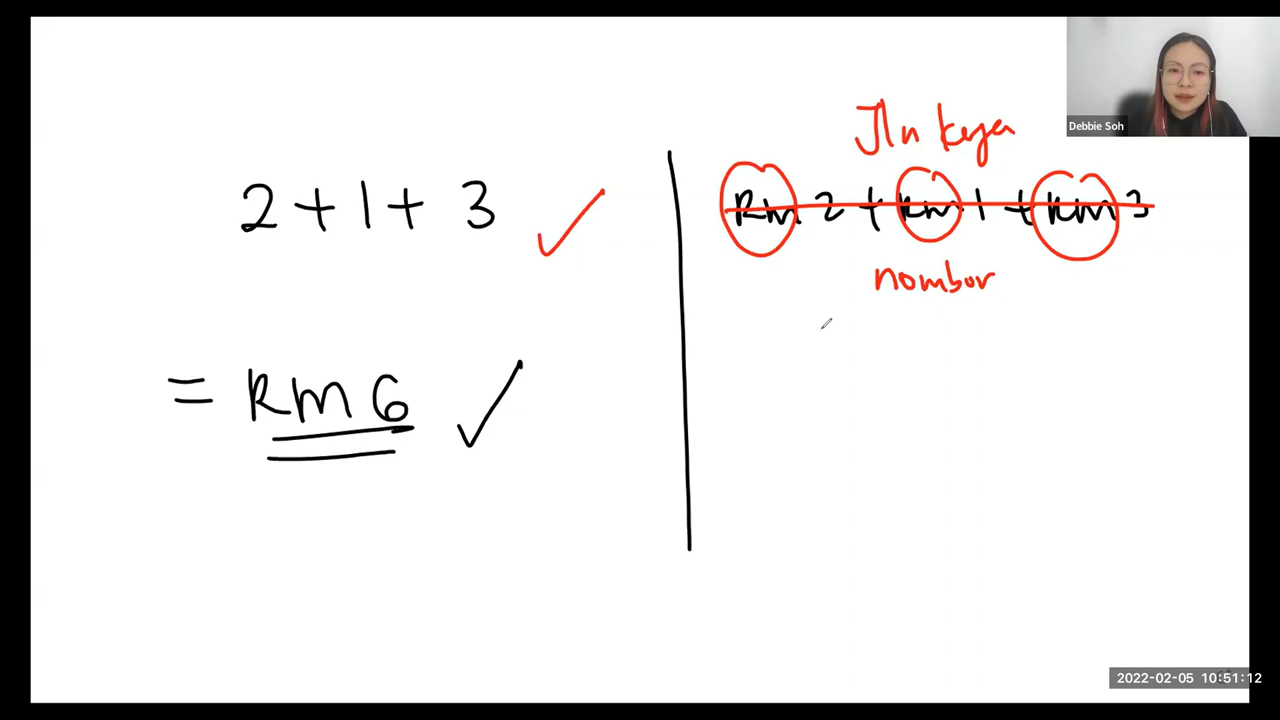 2 + 1 + 3
= RM 6
Jln kerja
RM 2 + RM 1 + RM 3
nombor
Debbie Soh
2022-02-05 10:51:12